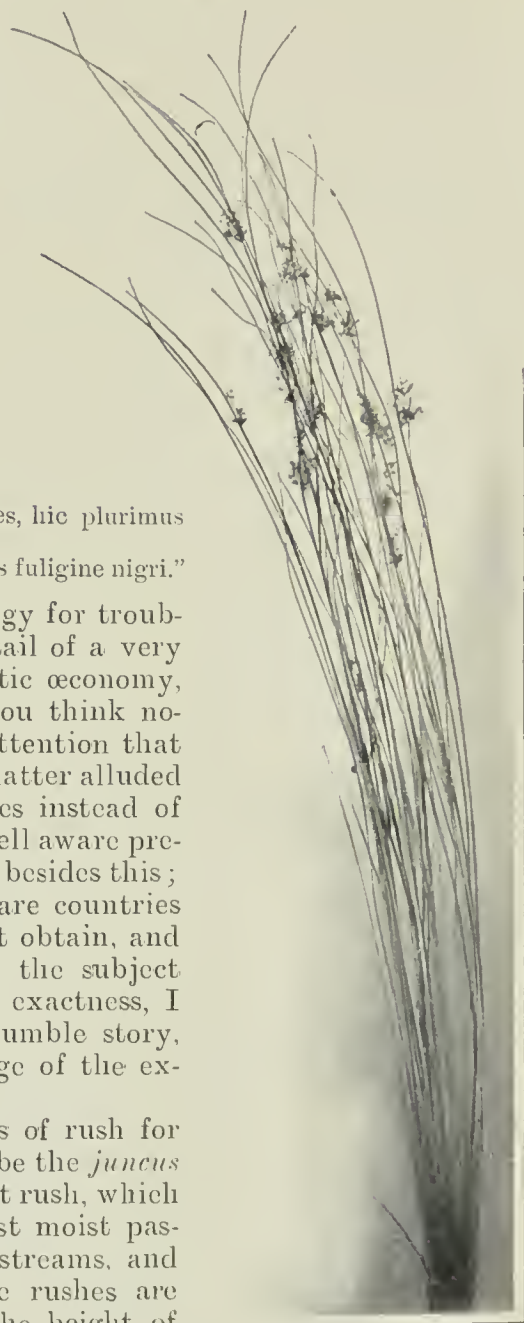 es, hic plurimus
s fuligine nigri.”
gy for troub-
ail of a very
tic œconomy,
ou think no-
ttention that
atter alluded
es instead of
ell aware pre-
besides this;
are countries
t obtain, and
the subject
exactness, I
umble story,
ge of the ex-
s of rush for
be the juncus
t rush, which
st moist pas-
streams, and
e rushes are
he height of